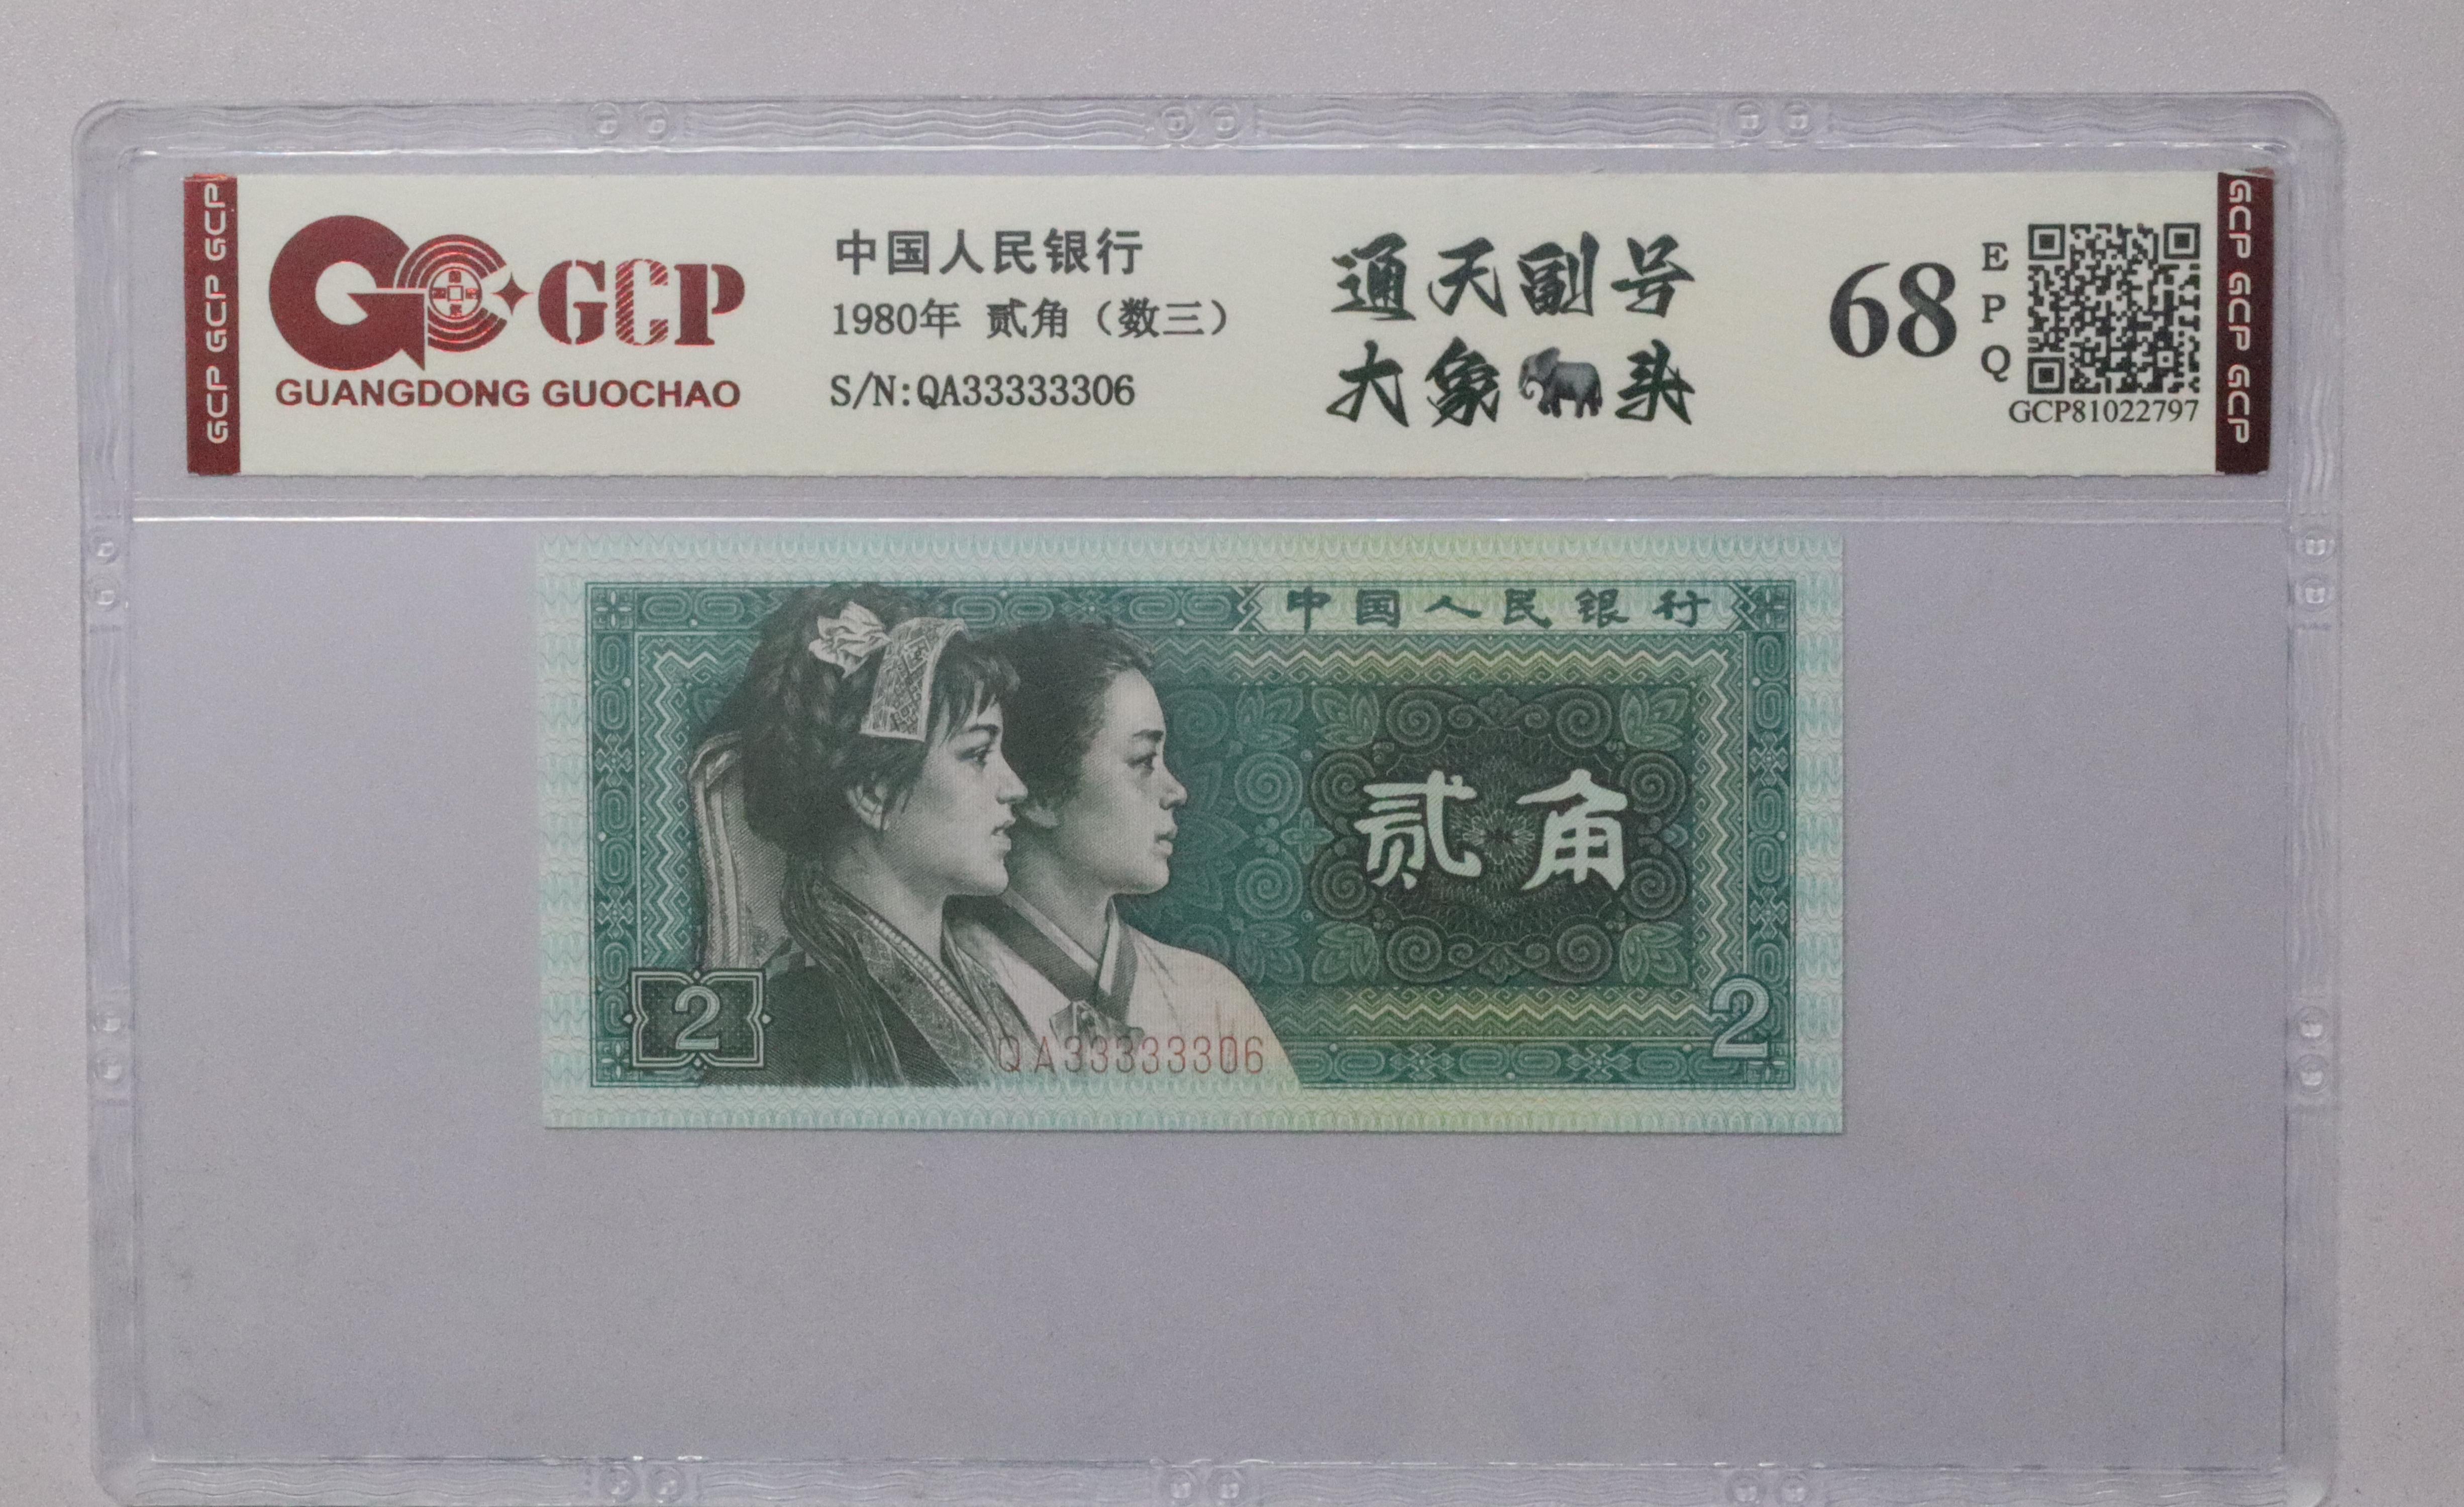 GCP GCP GCP
GCP
GUANGDONG GUOCHAO
中国人民银行
1980年 贰角（数三）
S/N:QA33333306
通天副号
大象头
68
EPQ
GCP81022797
GCP GCP GCP
中国人民银行
贰角
2
QA33333306
2